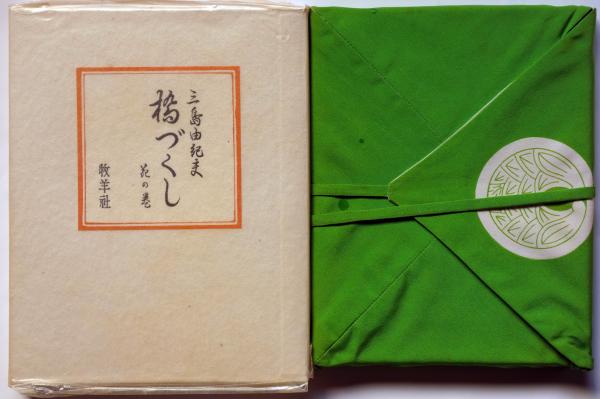 三島由紀夫
橋づくし
花の巻
牧羊社